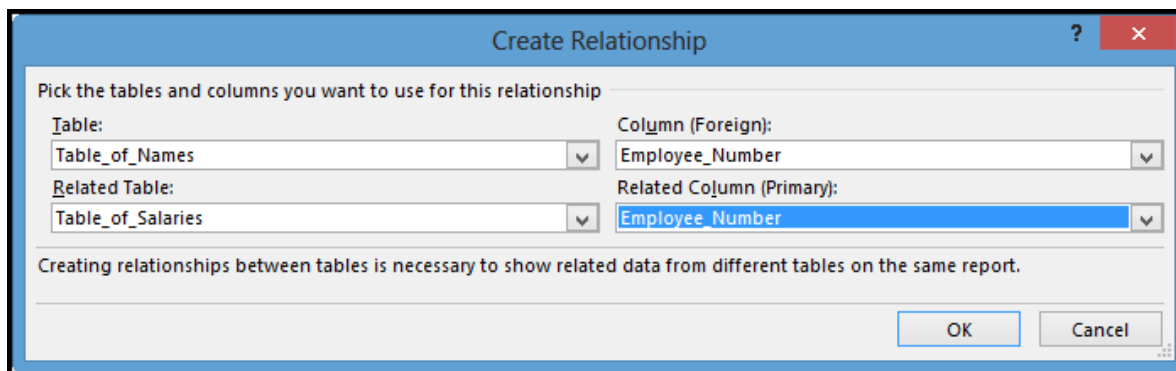 Create Relationship
?
Pick the tables and columns you want to use for this relationship
Table: Column (Foreign):
Table_of_Names Employee_Number
Related Table: Related Column (Primary):
Table_of_Salaries Employee_Number
Creating relationships between tables is necessary to show related data from different tables on the same report.
OK Cancel